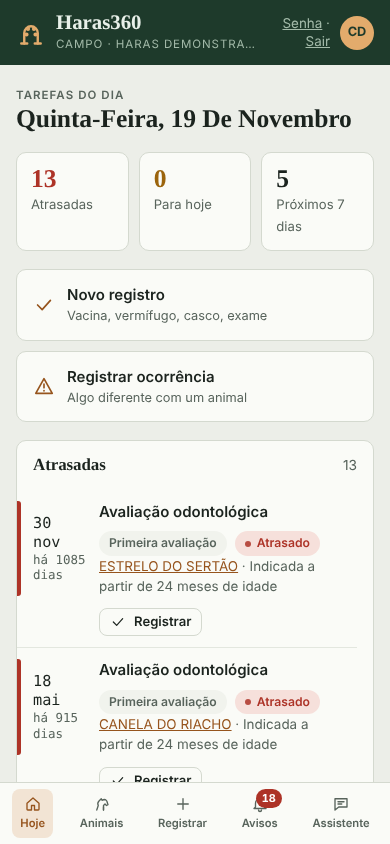 Haras360
CAMPO · HARAS DEMONSTRA...
Senha ·
Sair
CD
TAREFAS DO DIA
Quinta-Feira, 19 De Novembro
13
Atrasadas
0
Para hoje
5
Próximos 7
dias
Novo registro
Vacina, vermífugo, casco, exame
Registrar ocorrência
Algo diferente com um animal
Atrasadas
13
30
nov
há 1085
dias
Avaliação odontológica
Primeira avaliação
Atrasado
ESTRELO DO SERTÃO · Indicada a
partir de 24 meses de idade
Registrar
18
mai
há 915
dias
Avaliação odontológica
Primeira avaliação
Atrasado
CANELA DO RIACHO · Indicada a
partir de 24 meses de idade
Registrar
18
Hoje
Animais
Registrar
Avisos
Assistente